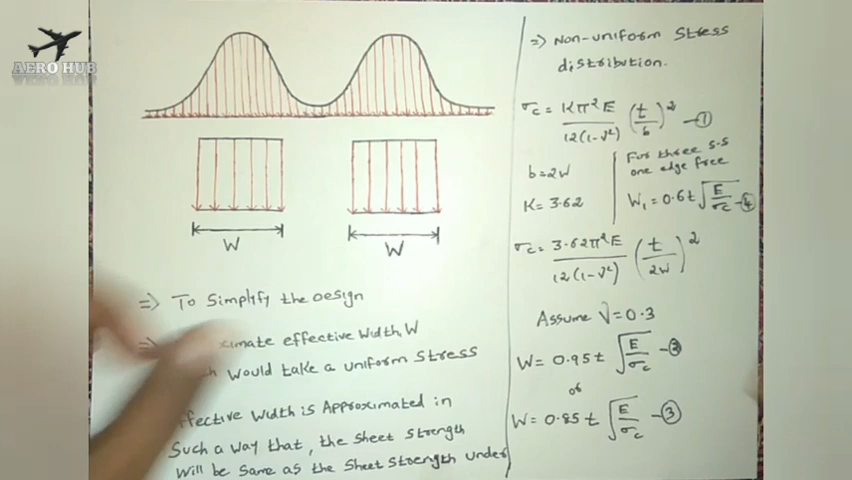 AERO HUB
W
W
=> To Simplify the Design
=> effective width, W
would take a uniform Stress
effective width is Approximated in
Such a way that, the sheet strength
will be same as the sheet strength under
=> Non-uniform Stress
distribution.
σc = Kπ²E / 12(1-ν²) (t/b)² —①
b=2W
K= 3.62
For three S.S
one edge free
W₁ = 0.6t √(E/σc) —④
σc = 3.62π²E / 12(1-ν²) (t/2W)²
Assume ν=0.3
W= 0.95t √(E/σc) —②
or
W= 0.85t √(E/σc) —③